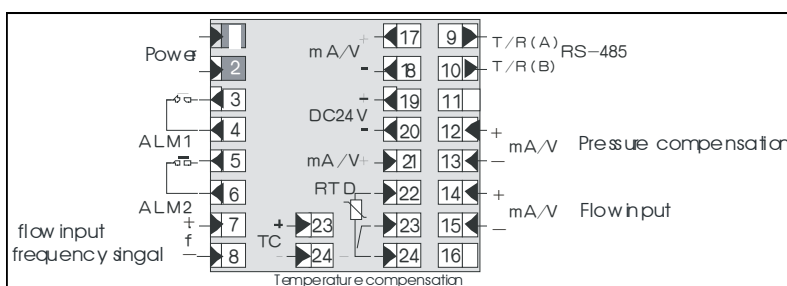 Power
2
3
4
ALM1
5
6
ALM2
flow input
frequency singal
+
f
−
7
8
mA/V
+
-
17
18
DC24V
+
-
19
20
mA/V+
21
RTD
22
23
24
TC
+
−
23
24
Temperature compensation
9
T/R(A)
10
T/R(B)
RS-485
11
12
+
13
−
mA/V
Pressure compensation
14
+
15
−
mA/V
Flow input
16